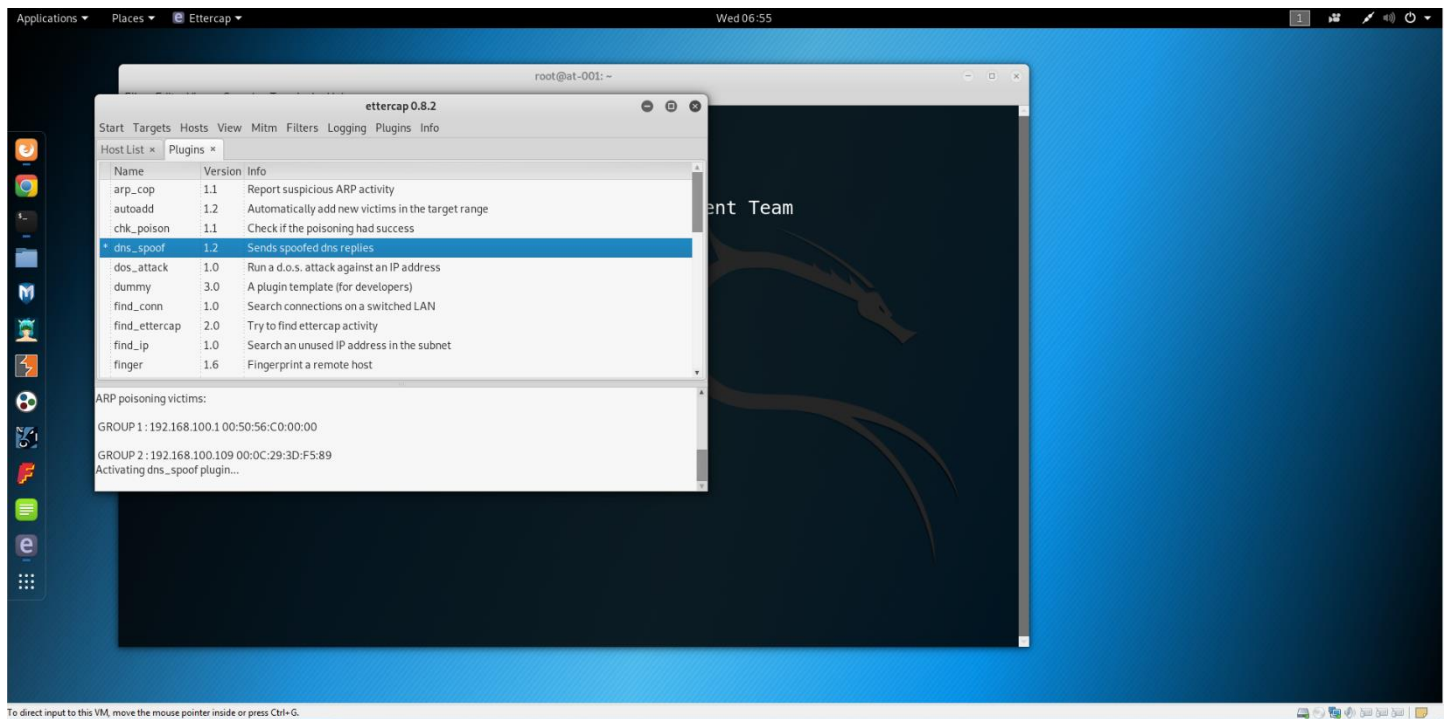 Applications Places Ettercap Wed 06:55 1
root@at-001: ~
ettercap 0.8.2
Start Targets Hosts View Mitm Filters Logging Plugins Info
Host List × Plugins ×
Name Version Info
arp_cop 1.1 Report suspicious ARP activity
autoadd 1.2 Automatically add new victims in the target range
chk_poison 1.1 Check if the poisoning had success
* dns_spoof 1.2 Sends spoofed dns replies
dos_attack 1.0 Run a d.o.s. attack against an IP address
dummy 3.0 A plugin template (for developers)
find_conn 1.0 Search connections on a switched LAN
find_ettercap 2.0 Try to find ettercap activity
find_ip 1.0 Search an unused IP address in the subnet
finger 1.6 Fingerprint a remote host
ARP poisoning victims:
GROUP 1 : 192.168.100.1 00:50:56:C0:00:00
GROUP 2 : 192.168.100.109 00:0C:29:3D:F5:89
Activating dns_spoof plugin...
ent Team
To direct input to this VM, move the mouse pointer inside or press Ctrl+G.